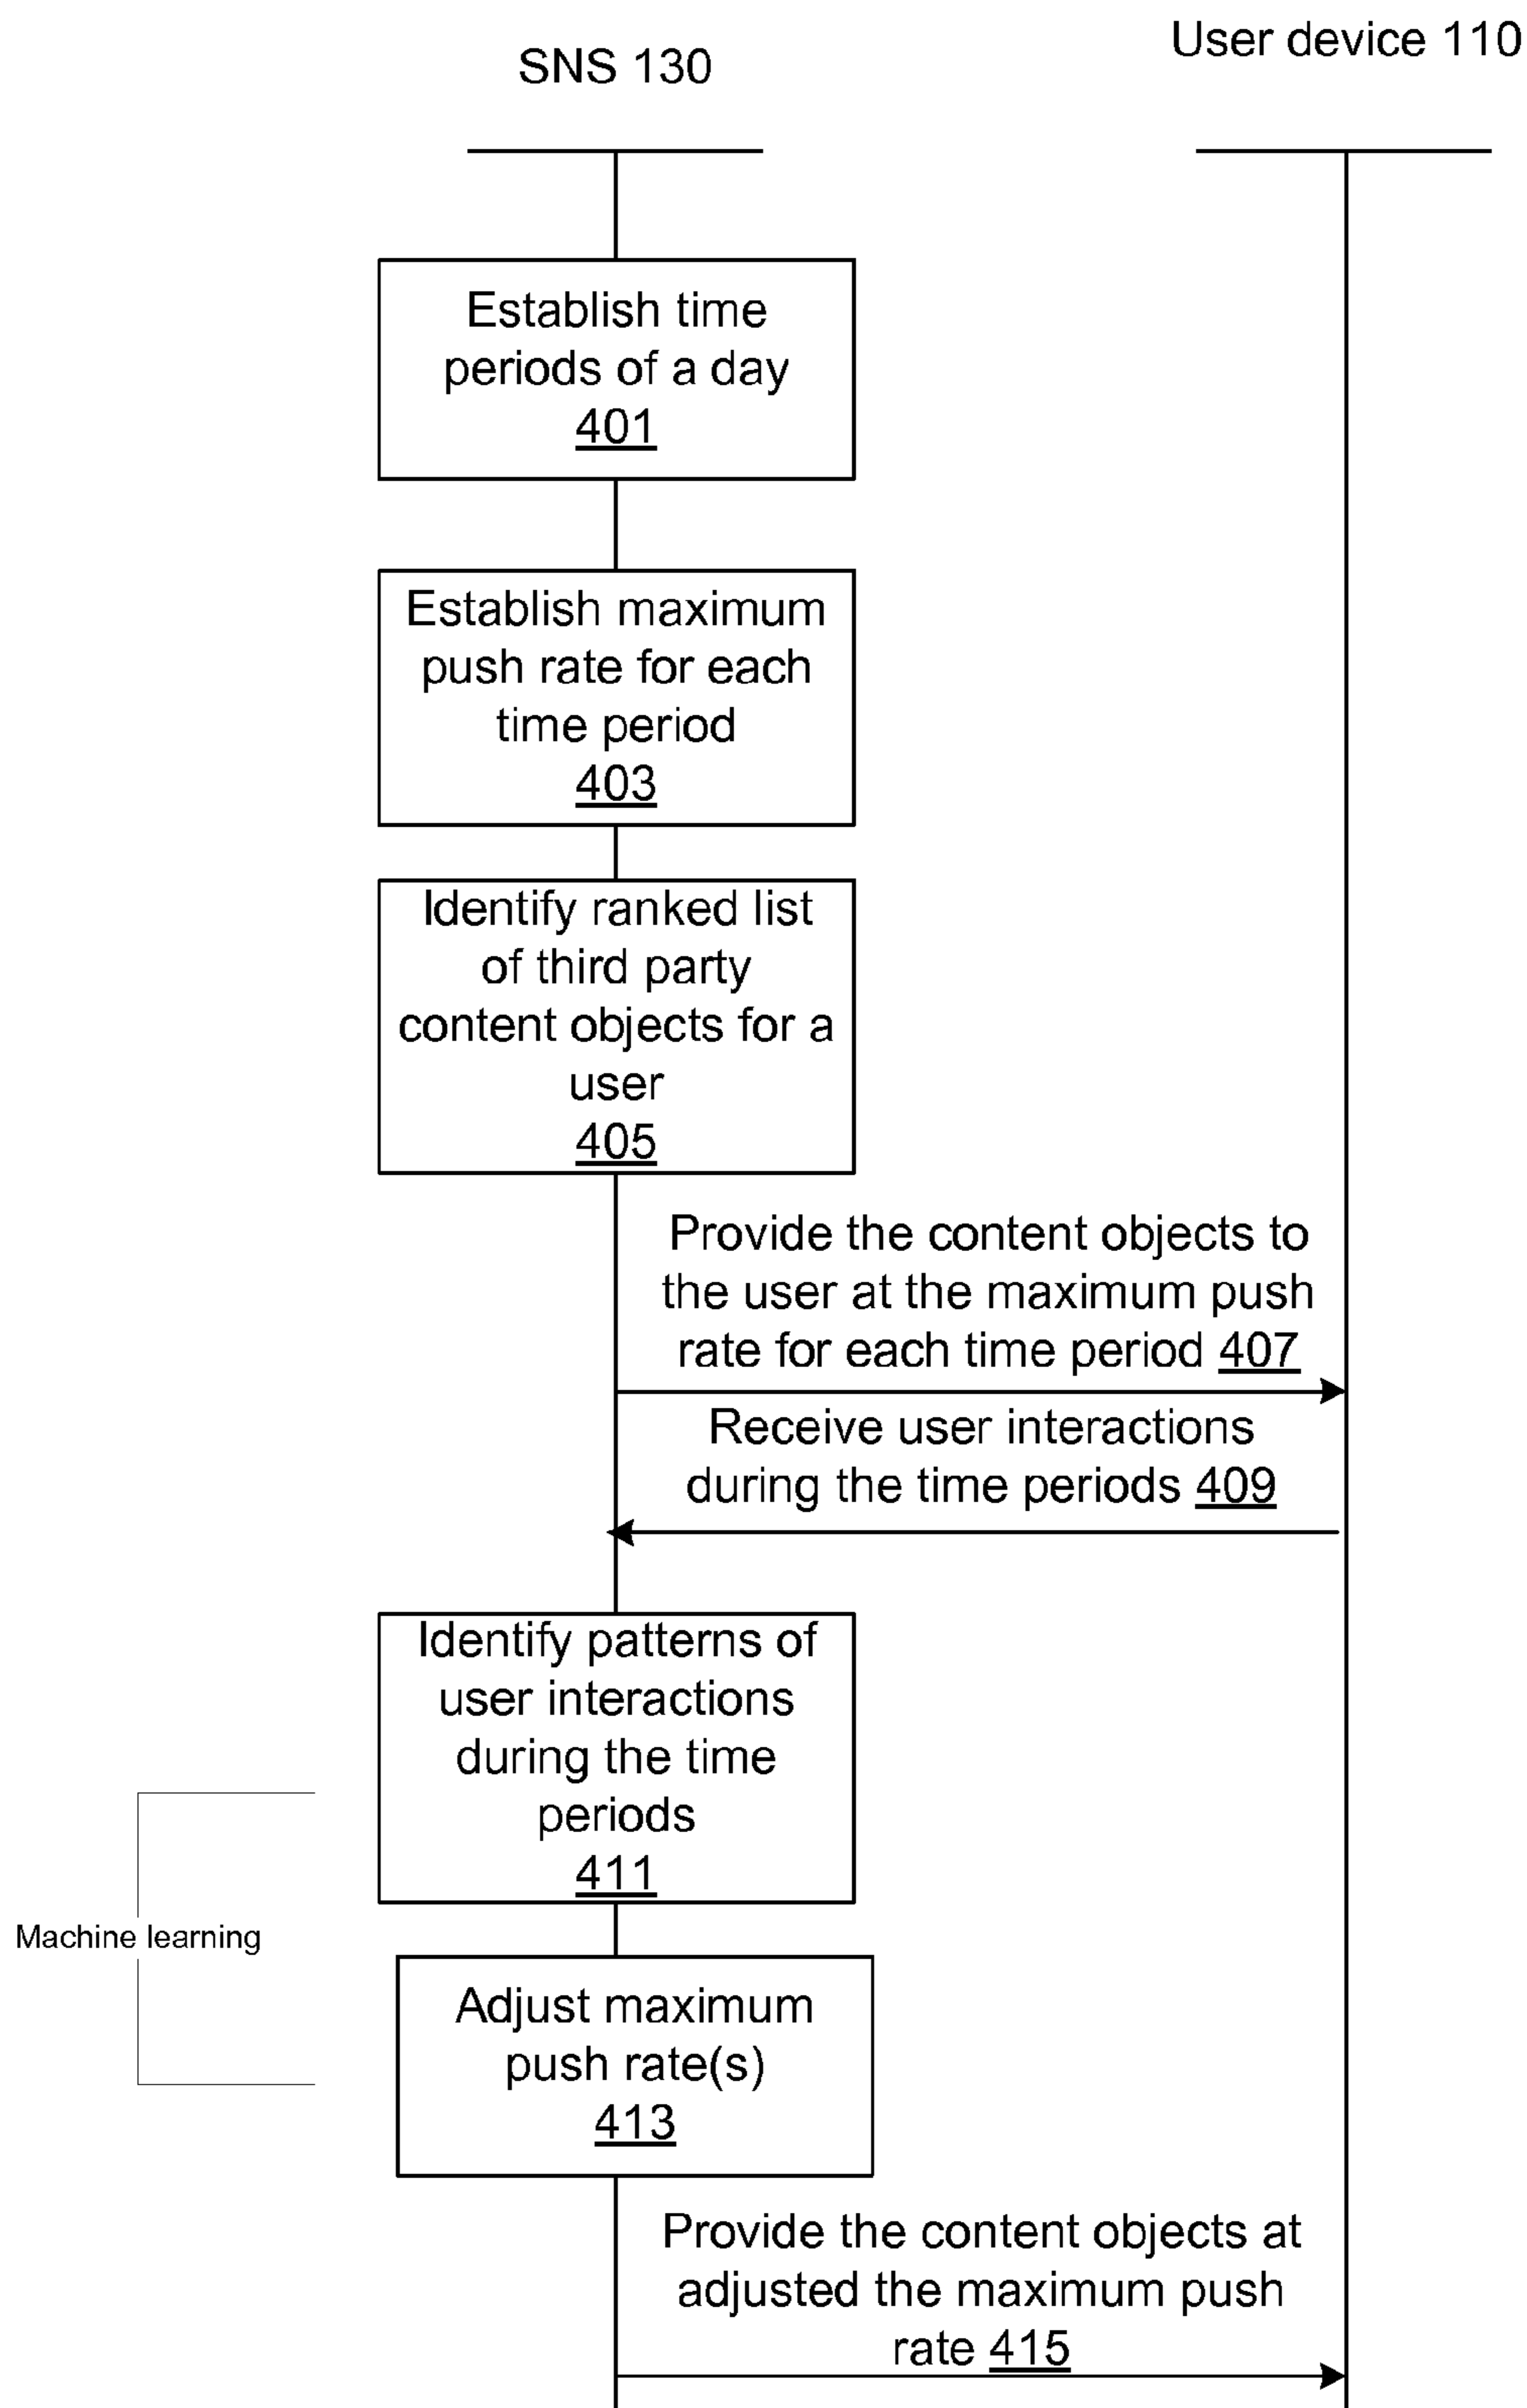 SNS 130
User device 110
Establish time
periods of a day
401
Establish maximum
push rate for each
time period
403
Identify ranked list
of third party
content objects for a
user
405
Provide the content objects to
the user at the maximum push
rate for each time period 407
Receive user interactions
during the time periods 409
Identify patterns of
user interactions
during the time
periods
411
Machine learning
Adjust maximum
push rate(s)
413
Provide the content objects at
adjusted the maximum push
rate 415